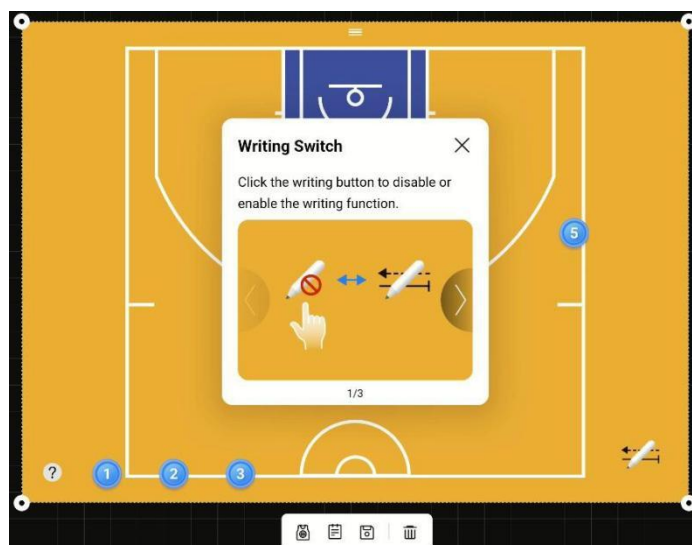 Writing Switch
Click the writing button to disable or
enable the writing function.
5
1/3
?
1
2
3